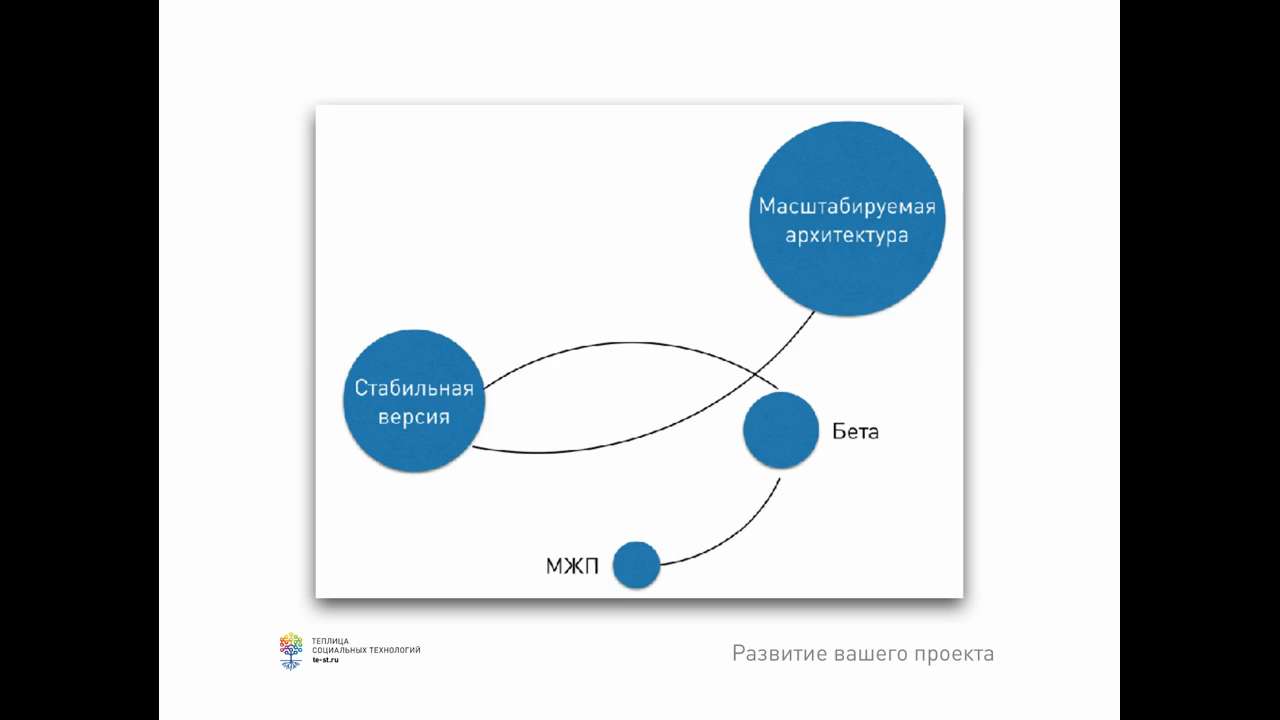 Масштабируемая
архитектура
Стабильная
версия
Бета
МЖП
ТЕПЛИЦА
СОЦИАЛЬНЫХ ТЕХНОЛОГИЙ
te-st.ru
Развитие вашего проекта